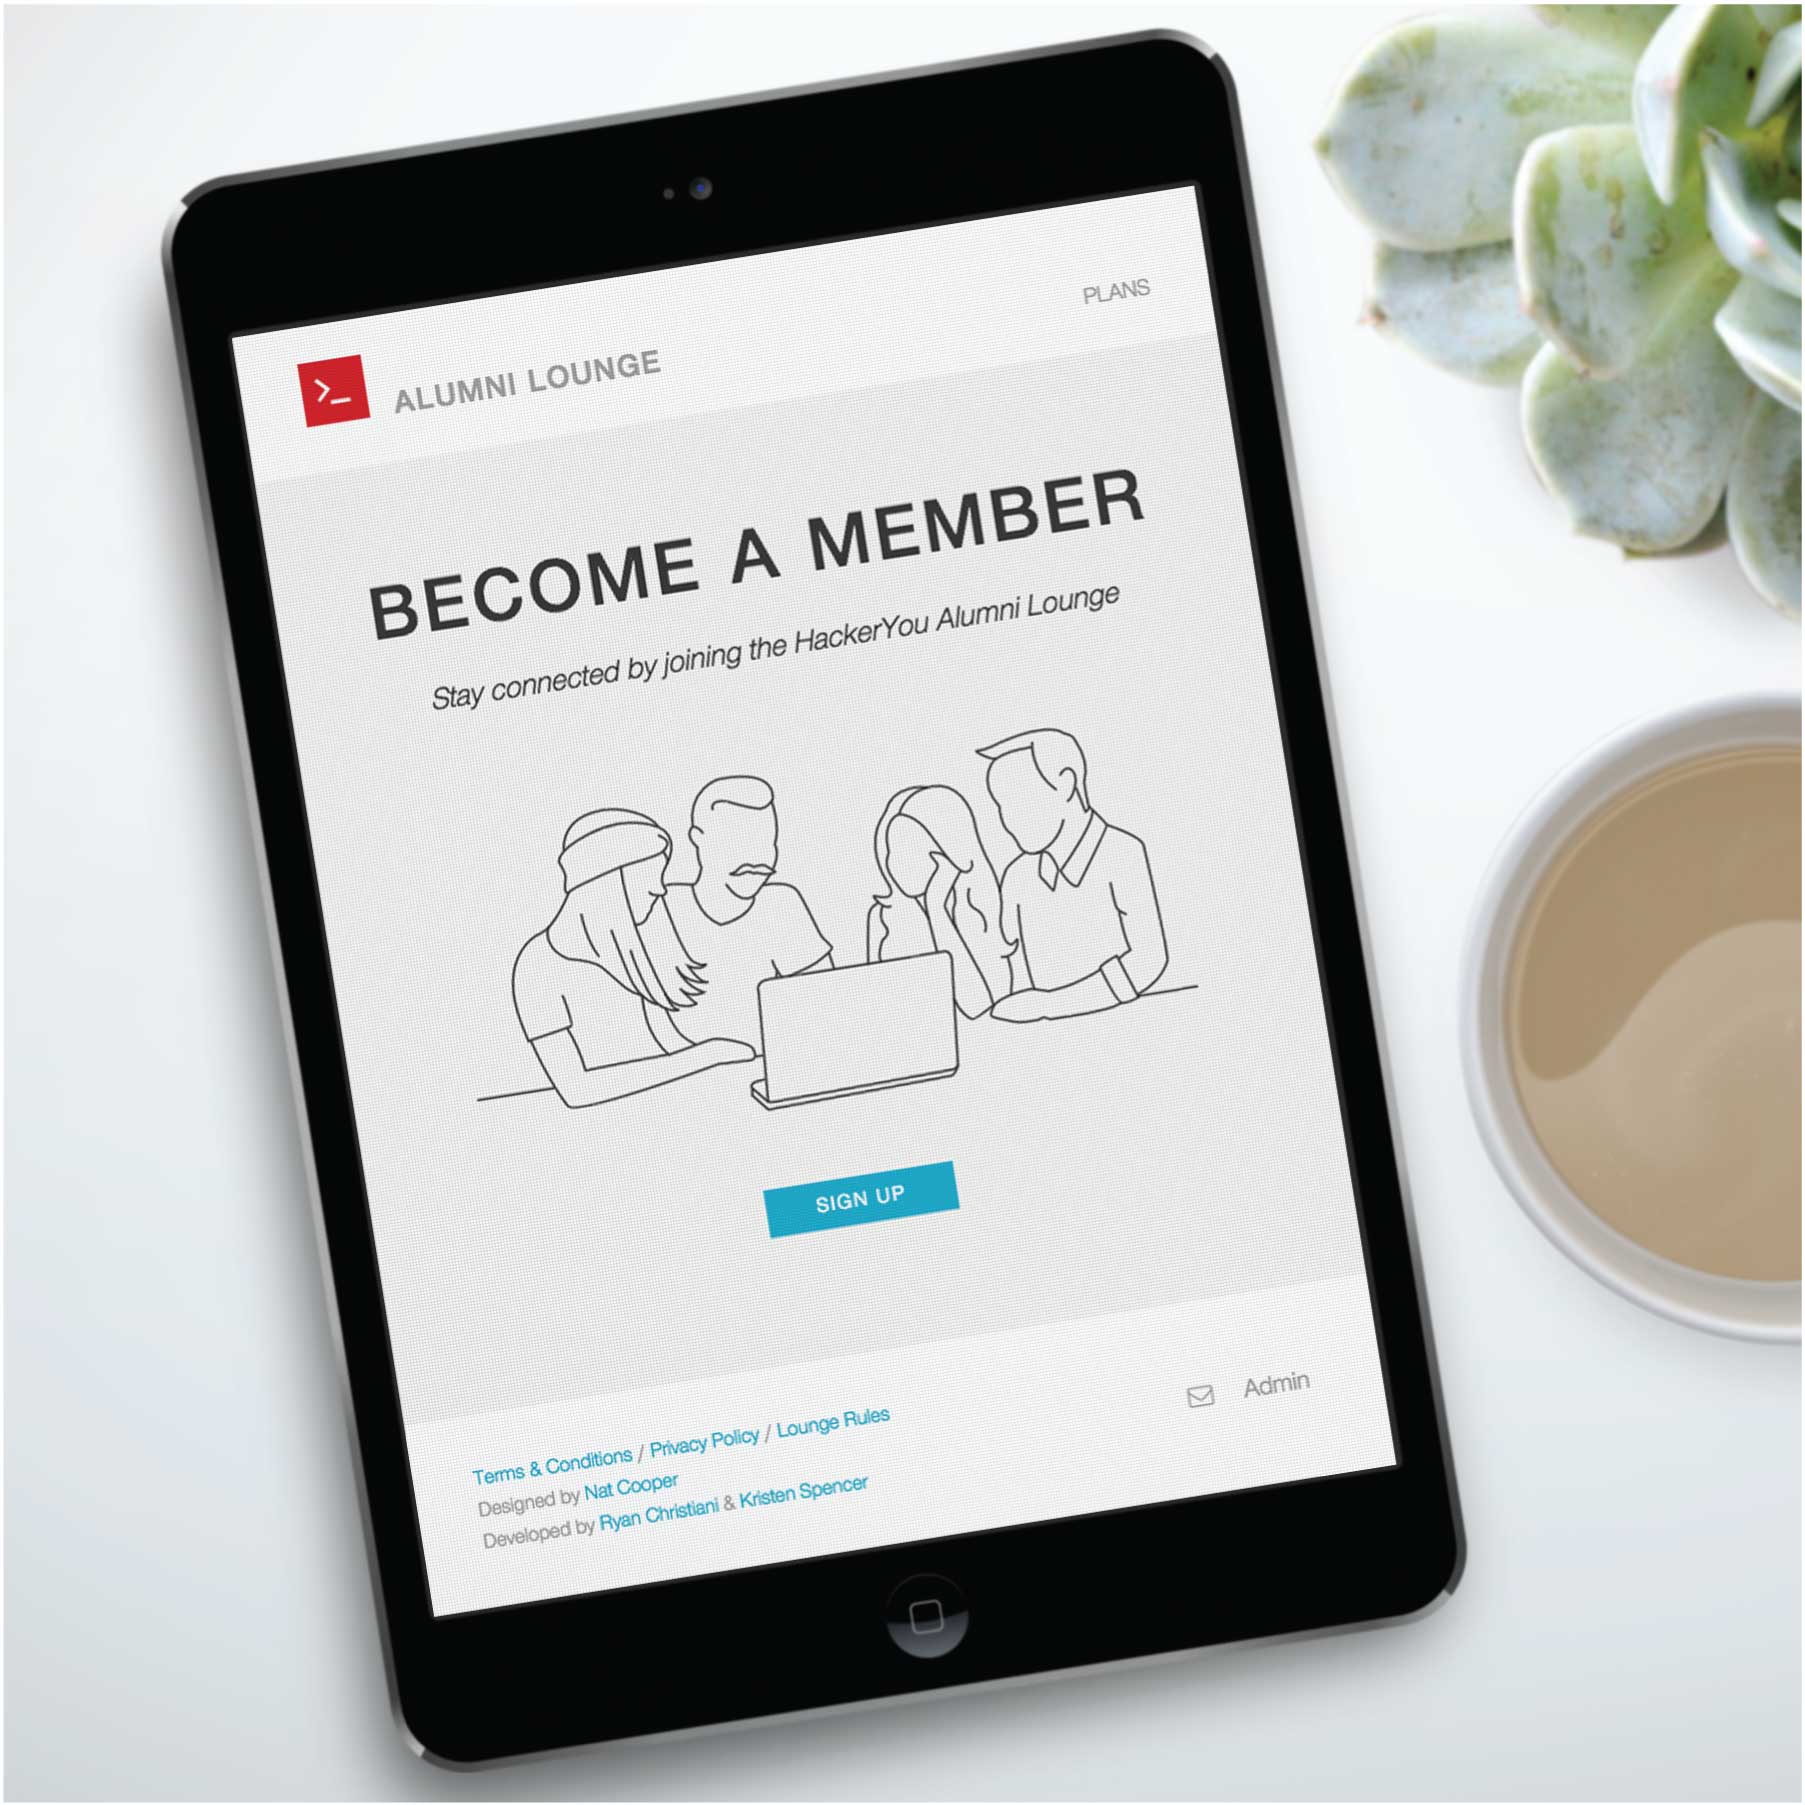 PLANS
>_ ALUMNI LOUNGE
BECOME A MEMBER
Stay connected by joining the HackerYou Alumni Lounge
SIGN UP
Admin
Terms & Conditions / Privacy Policy / Lounge Rules
Designed by Nat Cooper
Developed by Ryan Christiani & Kristen Spencer